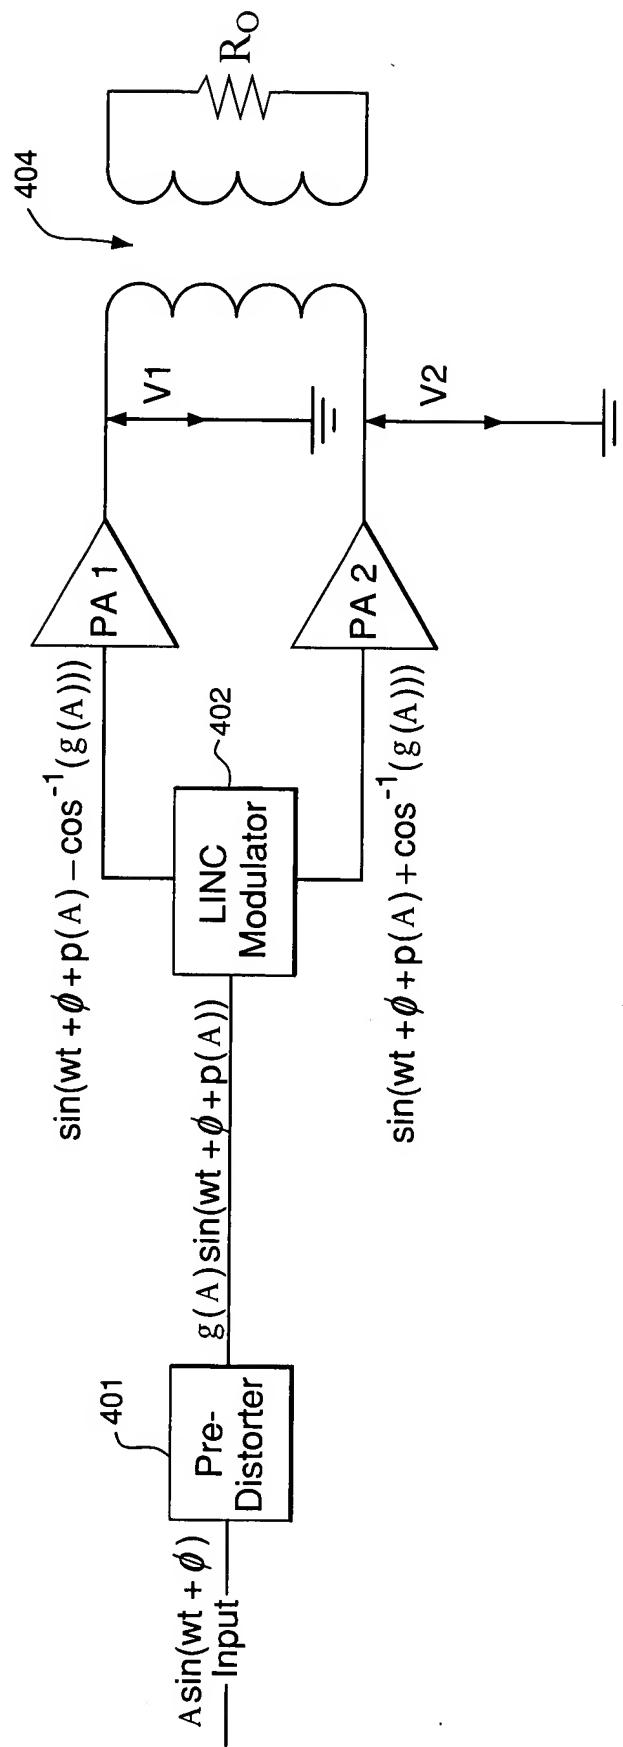 Asin(wt + ϕ)
Input
401
Pre-
Distorter
g(A)sin(wt + ϕ + p(A))
402
LINC
Modulator
sin(wt + ϕ + p(A) – cos⁻¹(g(A)))
sin(wt + ϕ + p(A) + cos⁻¹(g(A)))
PA 1
PA 2
V1
V2
404
R₀